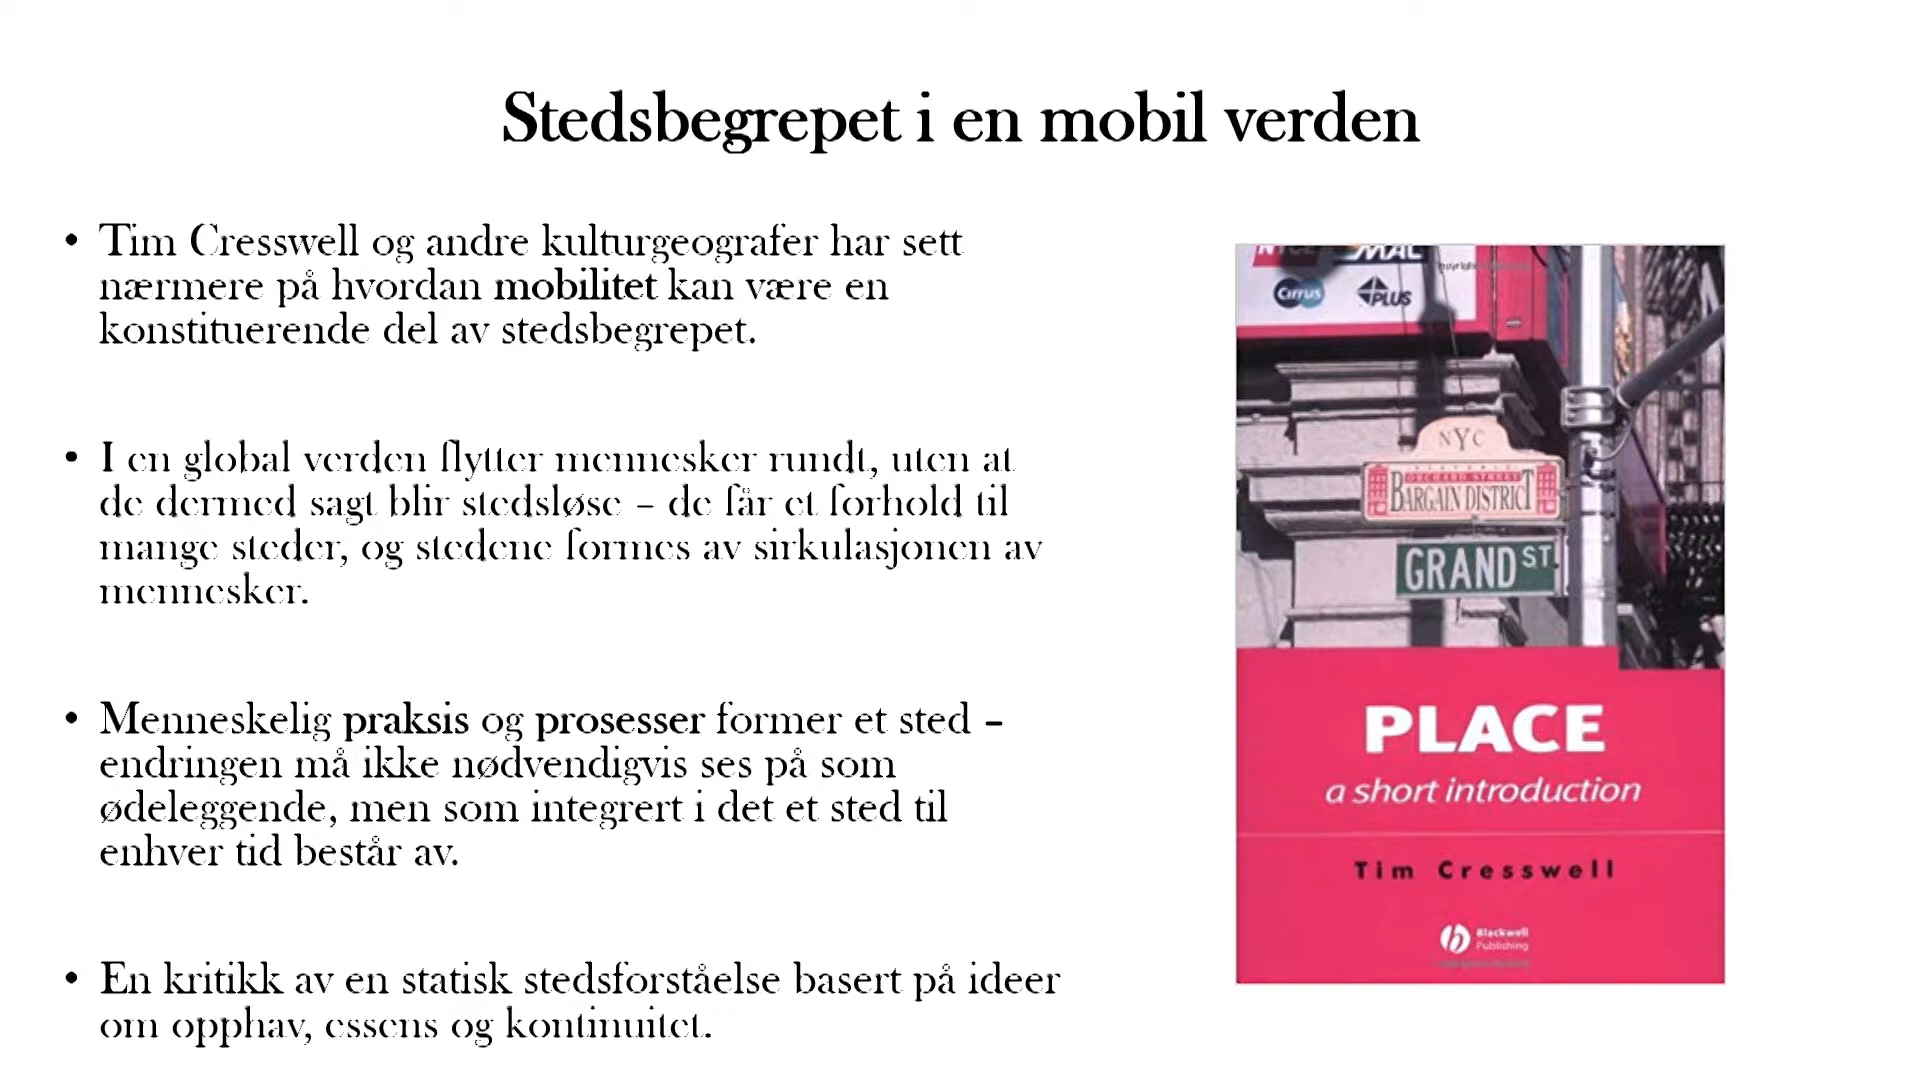 Stedsbegrepet i en mobil verden
• Tim Cresswell og andre kulturgeografer har sett
nærmere på hvordan mobilitet kan være en
konstituerende del av stedsbegrepet.
• I en global verden flytter mennesker rundt, uten at
de dermed sagt blir stedsløse – de får et forhold til
mange steder, og stedene formes av sirkulasjonen av
mennesker.
• Menneskelig praksis og prosesser former et sted –
endringen må ikke nødvendigvis ses på som
ødeleggende, men som integrert i det et sted til
enhver tid består av.
• En kritikk av en statisk stedsforståelse basert på ideer
om opphav, essens og kontinuitet.
Cirrus
PLUS
NYC
ORCHARD STREET
BARGAIN DISTRICT
GRAND ST
PLACE
a short introduction
Tim Cresswell
Blackwell
Publishing